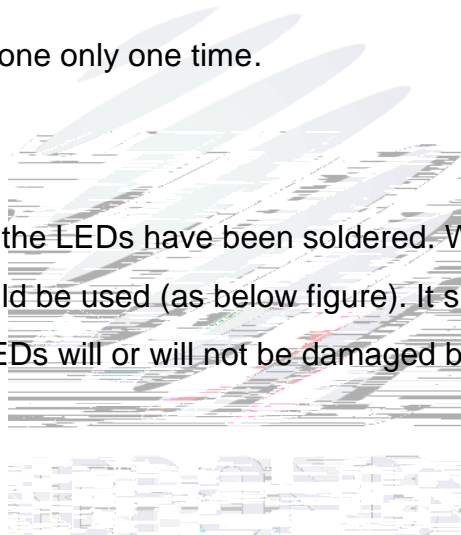 one only one time.
the LEDs have been soldered. W
ld be used (as below figure). It s
EDs will or will not be damaged b